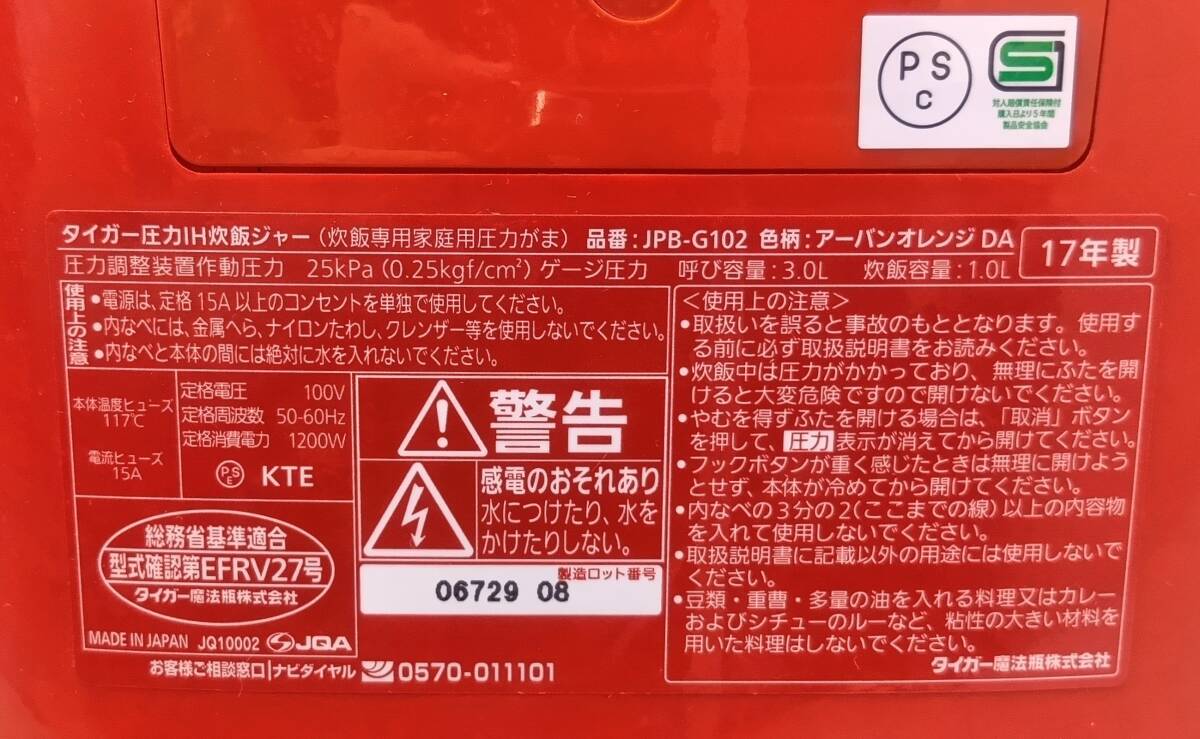 PS
C
S
対人賠償責任保険付
購入日より5年間
製品安全協会
タイガー圧力IH炊飯ジャー（炊飯専用家庭用圧力がま） 品番：JPB-G102 色柄：アーバンオレンジ DA
17年製
圧力調整装置作動圧力 25kPa（0.25kgf/cm²）ゲージ圧力 呼び容量：3.0L 炊飯容量：1.0L
使用上の注意
•電源は、定格15A以上のコンセントを単独で使用してください。
•内なべには、金属へら、ナイロンたわし、クレンザー等を使用しないでください。
•内なべと本体の間には絶対に水を入れないでください。
本体温度ヒューズ
117℃
電流ヒューズ
15A
定格電圧 100V
定格周波数 50-60Hz
定格消費電力 1200W
PSE KTE
警告
感電のおそれあり
水につけたり、水を
かけたりしない。
製造ロット番号
06729 08
総務省基準適合
型式確認第EFRV27号
タイガー魔法瓶株式会社
MADE IN JAPAN JQ10002 JQA
お客様ご相談窓口|ナビダイヤル 0570-011101
＜使用上の注意＞
•取扱いを誤ると事故のもととなります。使用す
る前に必ず取扱説明書をお読みください。
•炊飯中は圧力がかかっており、無理にふたを開
けると大変危険ですので開けないでください。
•やむを得ずふたを開ける場合は、「取消」ボタン
を押して、圧力表示が消えてから開けてください。
•フックボタンが重く感じたときは無理に開けよう
とせず、本体が冷めてから開けてください。
•内なべの3分の2（ここまでの線）以上の内容物
を入れて使用しないでください。
•取扱説明書に記載以外の用途には使用しないで
ください。
•豆類・重曹・多量の油を入れる料理又はカレー
およびシチューのルーなど、粘性の大きい材料を
用いた料理はしないでください。
タイガー魔法瓶株式会社